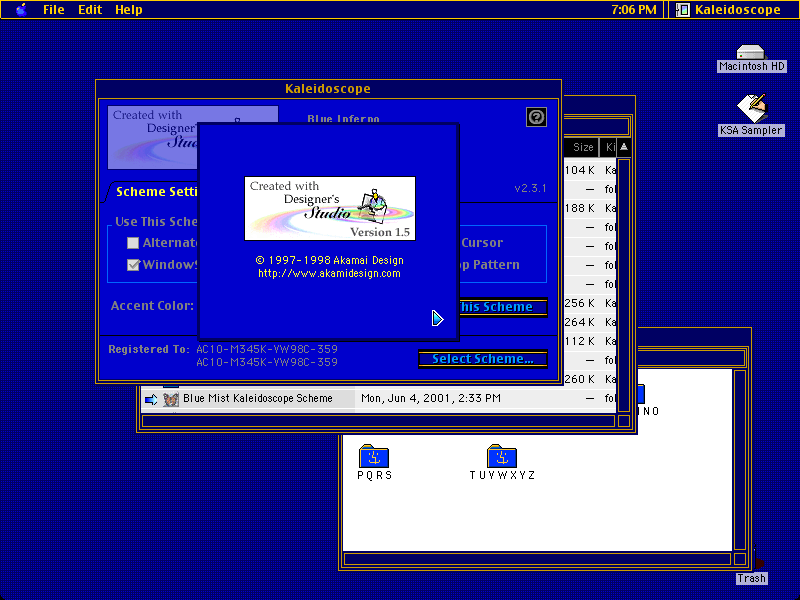 File Edit Help
7:06 PM
Kaleidoscope
Macintosh HD
KSA Sampler
Kaleidoscope
Created with
Designer's
Blue Inferno
Scheme Setti
v2.3.1
Use This Sche
Alternat
Window
Cursor
p Pattern
Accent Color:
his Scheme
Registered To: AC10-M345K-YW98C-359
AC10-M345K-YW98C-359
Select Scheme...
Created with
Designer's
Studio
Version 1.5
© 1997-1998 Akamai Design
http://www.akamidesign.com
Size Ki
104 K Ka
— fol
188 K Ka
— fol
— fol
— fol
— fol
256 K Ka
264 K Ka
112 K Ka
— fol
260 K Ka
Blue Mist Kaleidoscope Scheme Mon, Jun 4, 2001, 2:33 PM — fol
NO
PQRS
TUVWXYZ
Trash